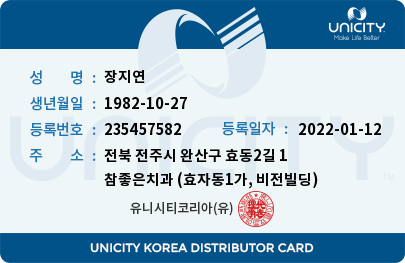 UNICITY
Make Life Better
성 명 : 장지연
생년월일 : 1982-10-27
등록번호 : 235457582 등록일자 : 2022-01-12
주 소 : 전북 전주시 완산구 효동2길 1
참좋은치과 (효자동1가, 비전빌딩)
UNICITY
TM
유니시티코리아(유)
UNICITY KOREA DISTRIBUTOR CARD